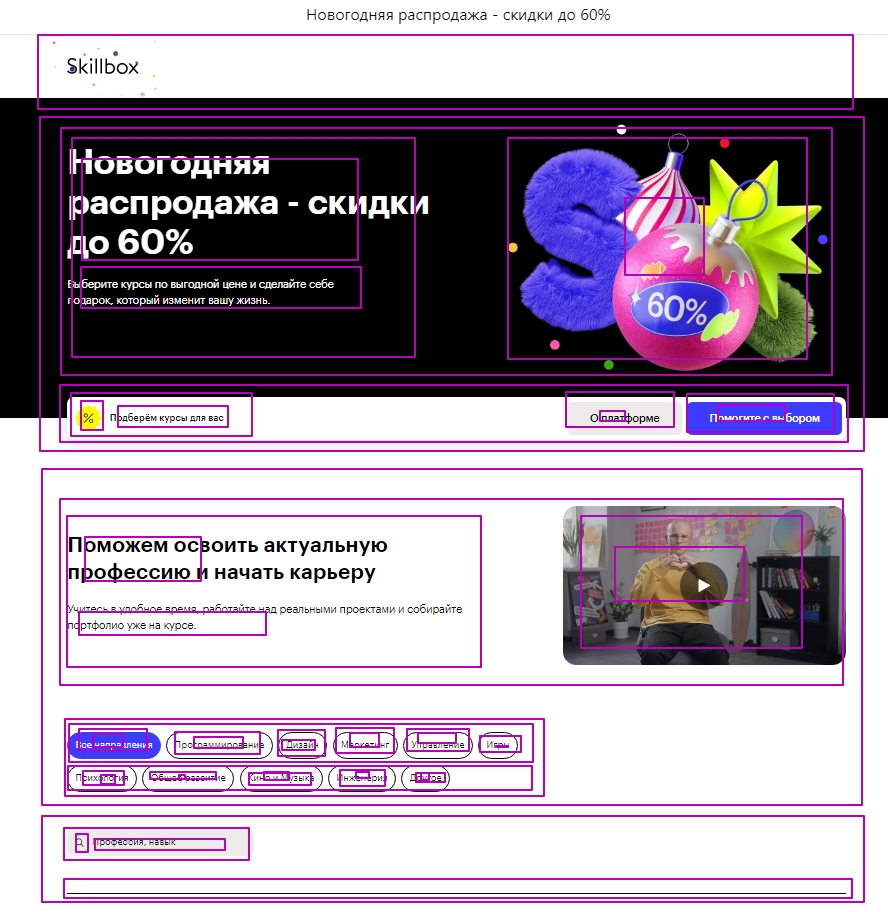 Новогодняя распродажа - скидки до 60%
Skillbox
Новогодняя
распродажа - скидки
до 60%
Выберите курсы по выгодной цене и сделайте себе
подарок, который изменит вашу жизнь.
60%
% Подберём курсы для вас
О платформе
Помогите с выбором
Поможем освоить актуальную
профессию и начать карьеру
Учитесь в удобное время, работайте над реальными проектами и собирайте
портфолио уже на курсе.
Все направления Программирование Дизайн Маркетинг Управление Игры
Психология Общее развитие Кино и Музыка Инженерия Другое
Профессия, навык